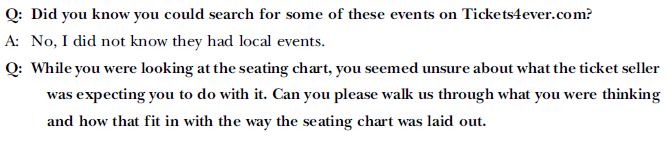 Q: Did you know you could search for some of these events on Tickets4ever.com?
A: No, I did not know they had local events.
Q: While you were looking at the seating chart, you seemed unsure about what the ticket seller
was expecting you to do with it. Can you please walk us through what you were thinking
and how that fit in with the way the seating chart was laid out.